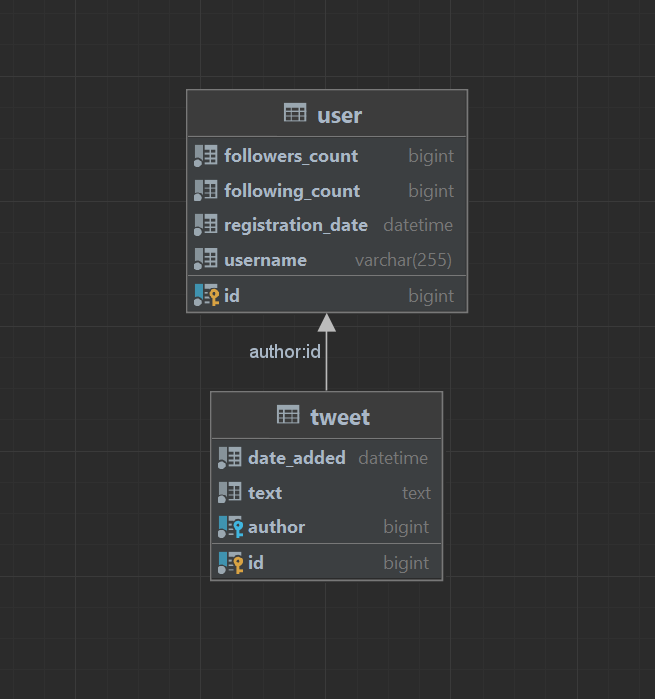 user
followers_count bigint
following_count bigint
registration_date datetime
username varchar(255)
id bigint
author:id
tweet
date_added datetime
text text
author bigint
id bigint